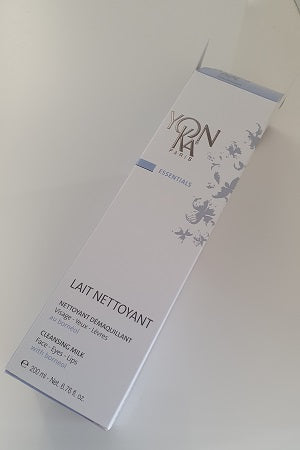 YON
KA
PARIS
ESSENTIALS
LAIT NETTOYANT
NETTOYANT DÉMAQUILLANT
Visage - Yeux - Lèvres
au bornéol
CLEANSING MILK
Face - Eyes - Lips
with borneol
℮ 200 ml - Net. 6.76 fl. oz.